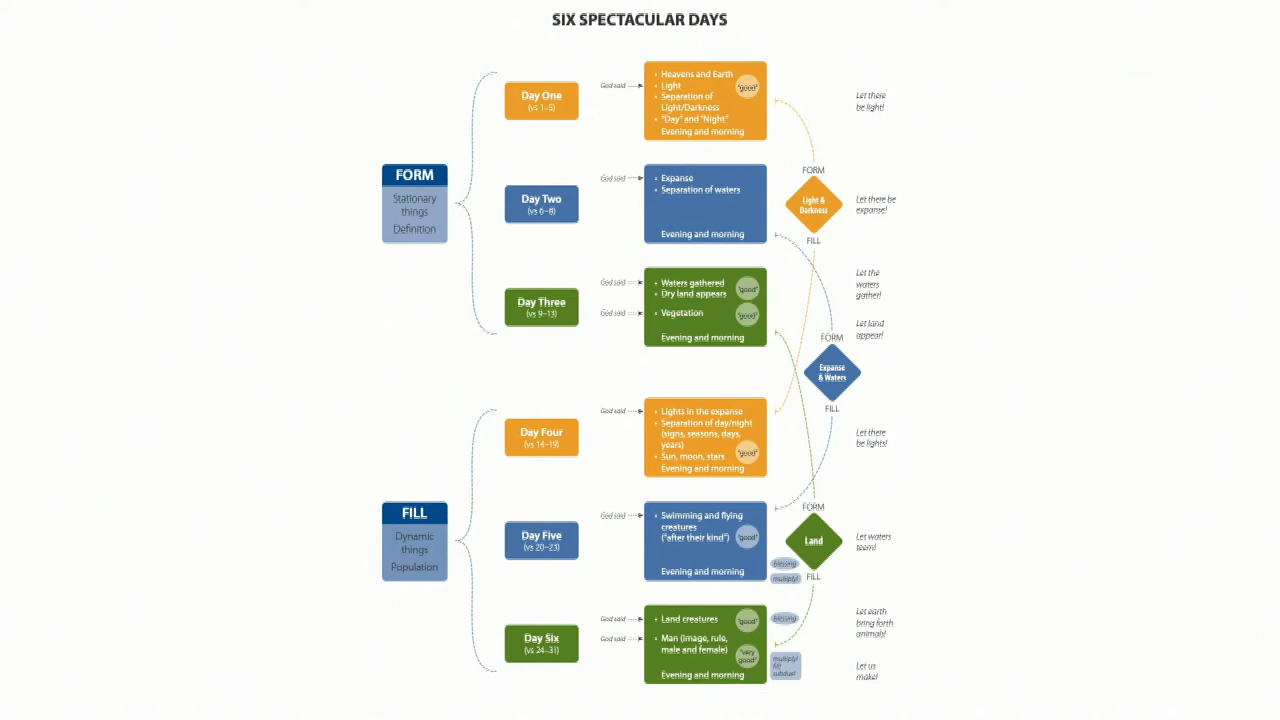 SIX SPECTACULAR DAYS
FORM
Stationary
things
Definition
Day One
(vs 1–5)
God said
• Heavens and Earth
• Light
• Separation of
Light/Darkness
• "Day" and "Night"
Evening and morning
"good"
Let there
be light!
Day Two
(vs 6–8)
God said
• Expanse
• Separation of waters
Evening and morning
FORM
Light &
Darkness
FILL
Let there be
expanse!
Day Three
(vs 9–13)
God said
• Waters gathered
• Dry land appears
"good"
God said
• Vegetation
"good"
Evening and morning
Let the
waters
gather!
Let land
appear!
FORM
Expanse
& Waters
FILL
FILL
Dynamic
things
Population
Day Four
(vs 14–19)
God said
• Lights in the expanse
• Separation of day/night
(signs, seasons, days,
years)
• Sun, moon, stars
Evening and morning
"good"
Let there
be lights!
Day Five
(vs 20–23)
God said
• Swimming and flying
creatures
("after their kind")
"good"
Evening and morning
blessing
multiply!
FORM
Land
FILL
Let waters
teem!
Day Six
(vs 24–31)
God said
• Land creatures
"good"
blessing
God said
• Man (image, rule,
male and female)
"very
good"
Evening and morning
multiply!
fill!
subdue!
Let earth
bring forth
animals!
Let us
make!